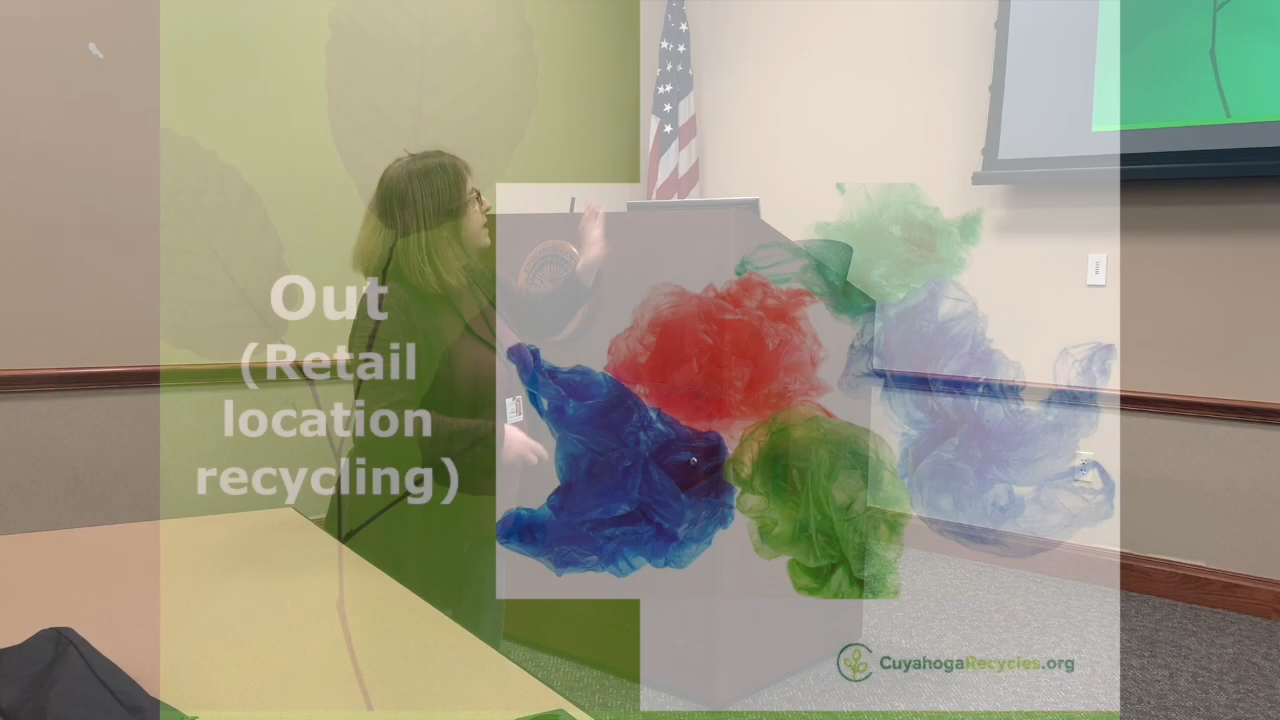 Out
(Retail
location
recycling)
CuyahogaRecycles.org